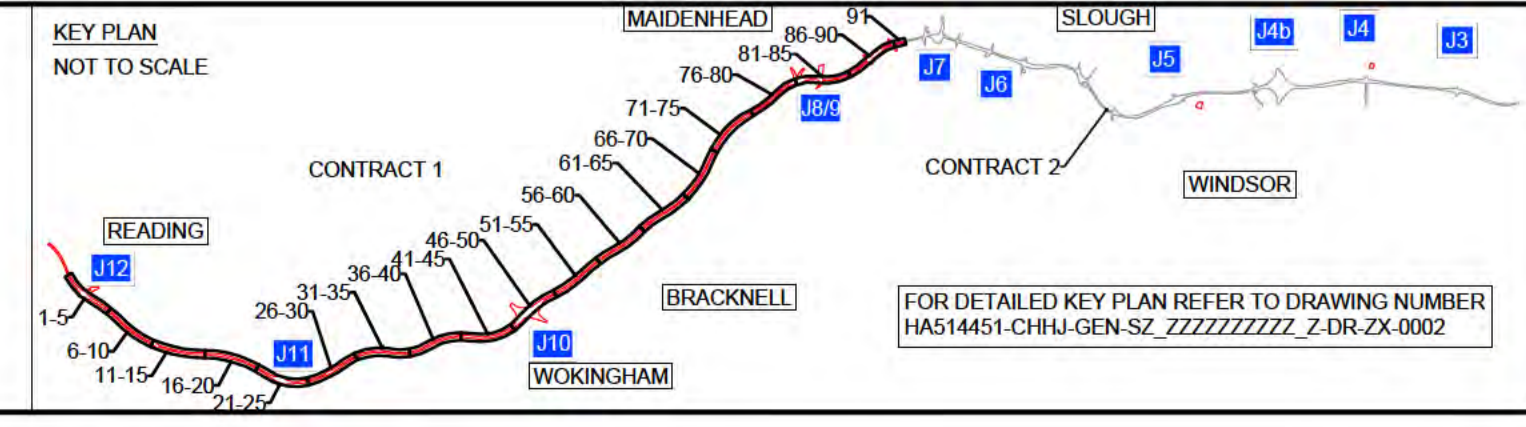 KEY PLAN
NOT TO SCALE
MAIDENHEAD
91
SLOUGH
86-90
81-85
76-80
J7
J6
J5
J4b
J4
J3
J8/9
71-75
66-70
61-65
CONTRACT 1
CONTRACT 2
56-60
WINDSOR
51-55
READING
46-50
41-45
J12
36-40
31-35
26-30
BRACKNELL
FOR DETAILED KEY PLAN REFER TO DRAWING NUMBER
HA514451-CHHJ-GEN-SZ_ZZZZZZZZZZ_Z-DR-ZX-0002
1-5
6-10
J11
J10
11-15
16-20
WOKINGHAM
21-25